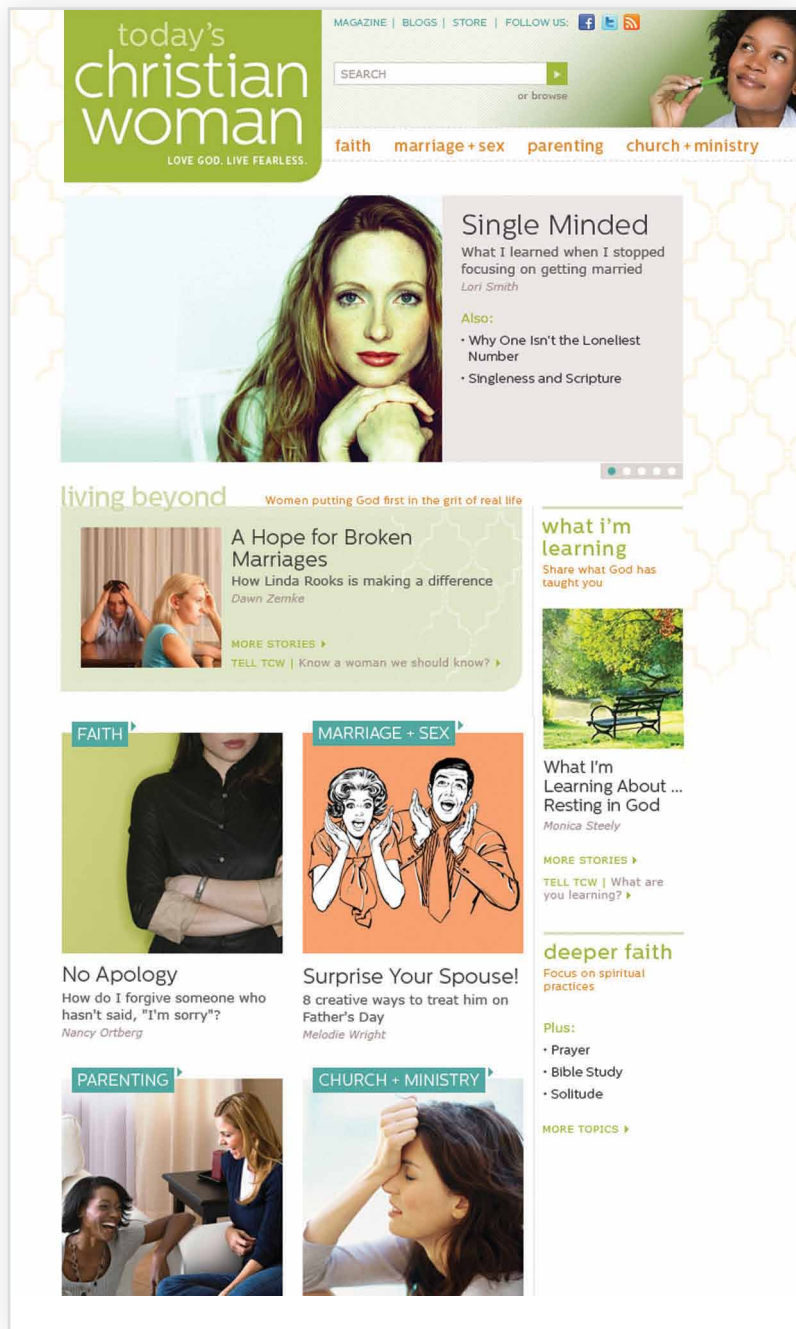 today's
christian
woman
LOVE GOD. LIVE FEARLESS.
MAGAZINE | BLOGS | STORE | FOLLOW US:
SEARCH
or browse
faith marriage + sex parenting church + ministry
Single Minded
What I learned when I stopped
focusing on getting married
Lori Smith
Also:
· Why One Isn't the Loneliest
Number
· Singleness and Scripture
living beyond
Women putting God first in the grit of real life
A Hope for Broken
Marriages
How Linda Rooks is making a difference
Dawn Zemke
MORE STORIES
TELL TCW | Know a woman we should know?
what i'm
learning
Share what God has
taught you
What I'm
Learning About ...
Resting in God
Monica Steely
MORE STORIES
TELL TCW | What are
you learning?
deeper faith
Focus on spiritual
practices
Plus:
· Prayer
· Bible Study
· Solitude
MORE TOPICS
FAITH
No Apology
How do I forgive someone who
hasn't said, "I'm sorry"?
Nancy Ortberg
MARRIAGE + SEX
Surprise Your Spouse!
8 creative ways to treat him on
Father's Day
Melodie Wright
PARENTING
CHURCH + MINISTRY